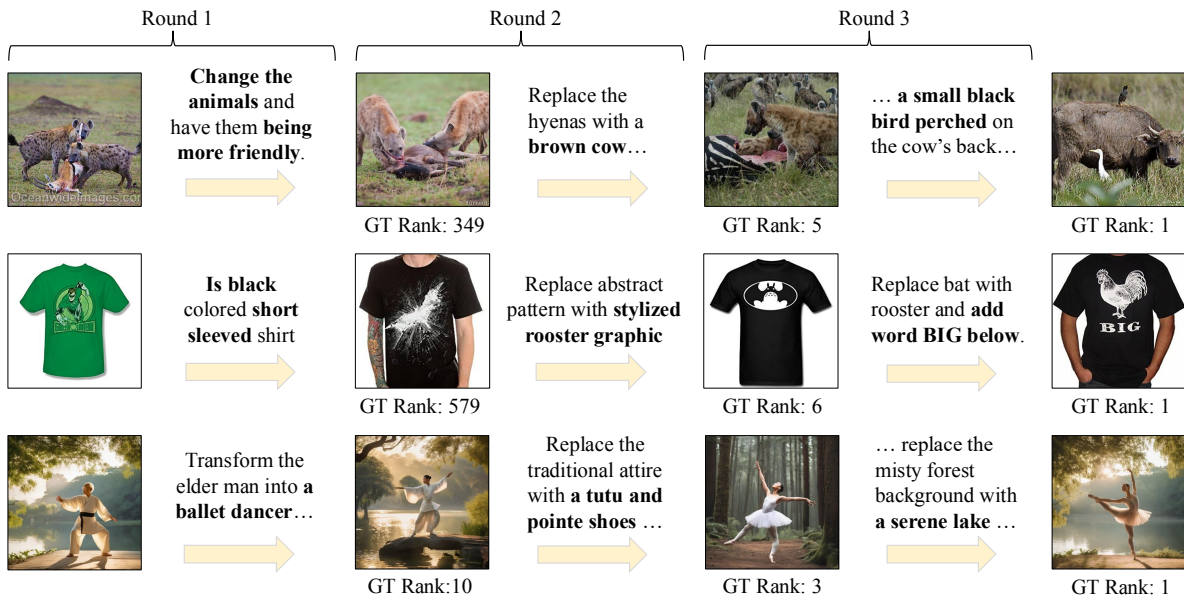 Round 1
Round 2
Round 3
Change the
animals and
have them being
more friendly.
Replace the
hyenas with a
brown cow…
… a small black
bird perched on
the cow's back…
Oceanwideimages.com
GT Rank: 349
GT Rank: 5
GT Rank: 1
Is black
colored short
sleeved shirt
Replace abstract
pattern with stylized
rooster graphic
Replace bat with
rooster and add
word BIG below.
BIG
GT Rank: 579
GT Rank: 6
GT Rank: 1
Transform the
elder man into a
ballet dancer…
Replace the
traditional attire
with a tutu and
pointe shoes …
… replace the
misty forest
background with
a serene lake …
GT Rank:10
GT Rank: 3
GT Rank: 1